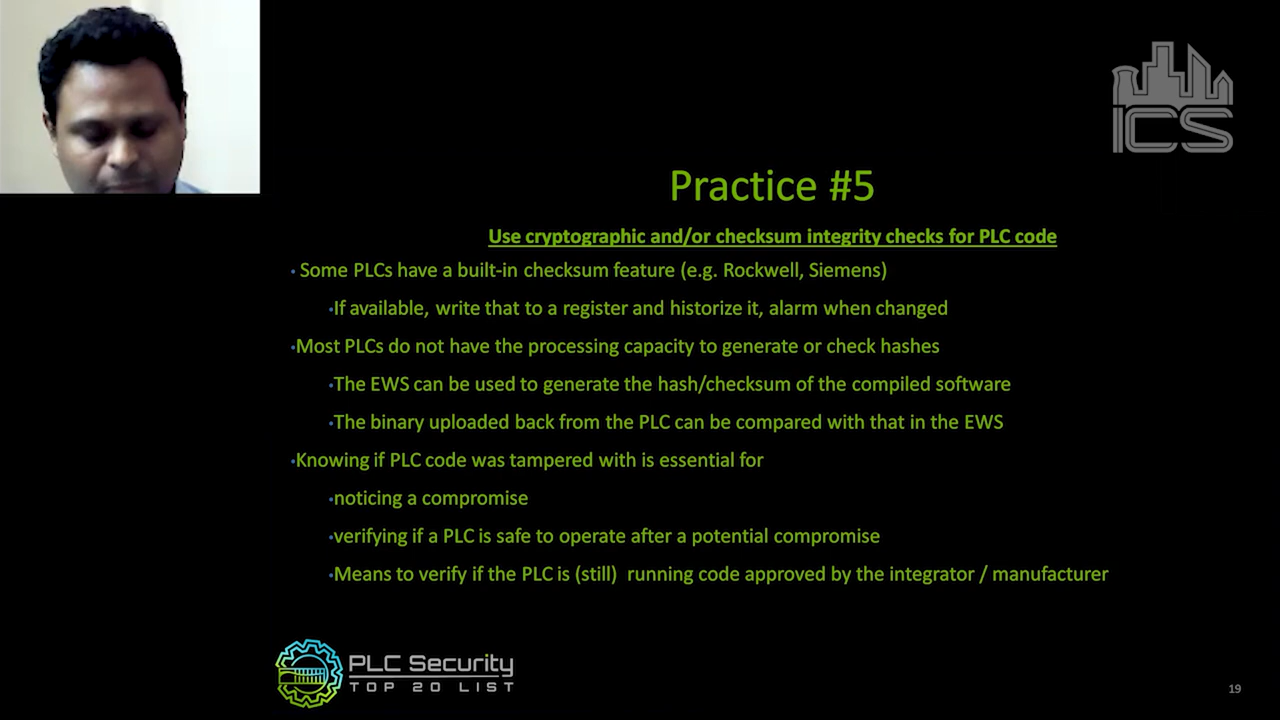 ICS
Practice #5
Use cryptographic and/or checksum integrity checks for PLC code
• Some PLCs have a built-in checksum feature (e.g. Rockwell, Siemens)
•If available, write that to a register and historize it, alarm when changed
•Most PLCs do not have the processing capacity to generate or check hashes
•The EWS can be used to generate the hash/checksum of the compiled software
•The binary uploaded back from the PLC can be compared with that in the EWS
•Knowing if PLC code was tampered with is essential for
•noticing a compromise
•verifying if a PLC is safe to operate after a potential compromise
•Means to verify if the PLC is (still)  running code approved by the integrator / manufacturer
PLC Security
TOP 20 LIST
19